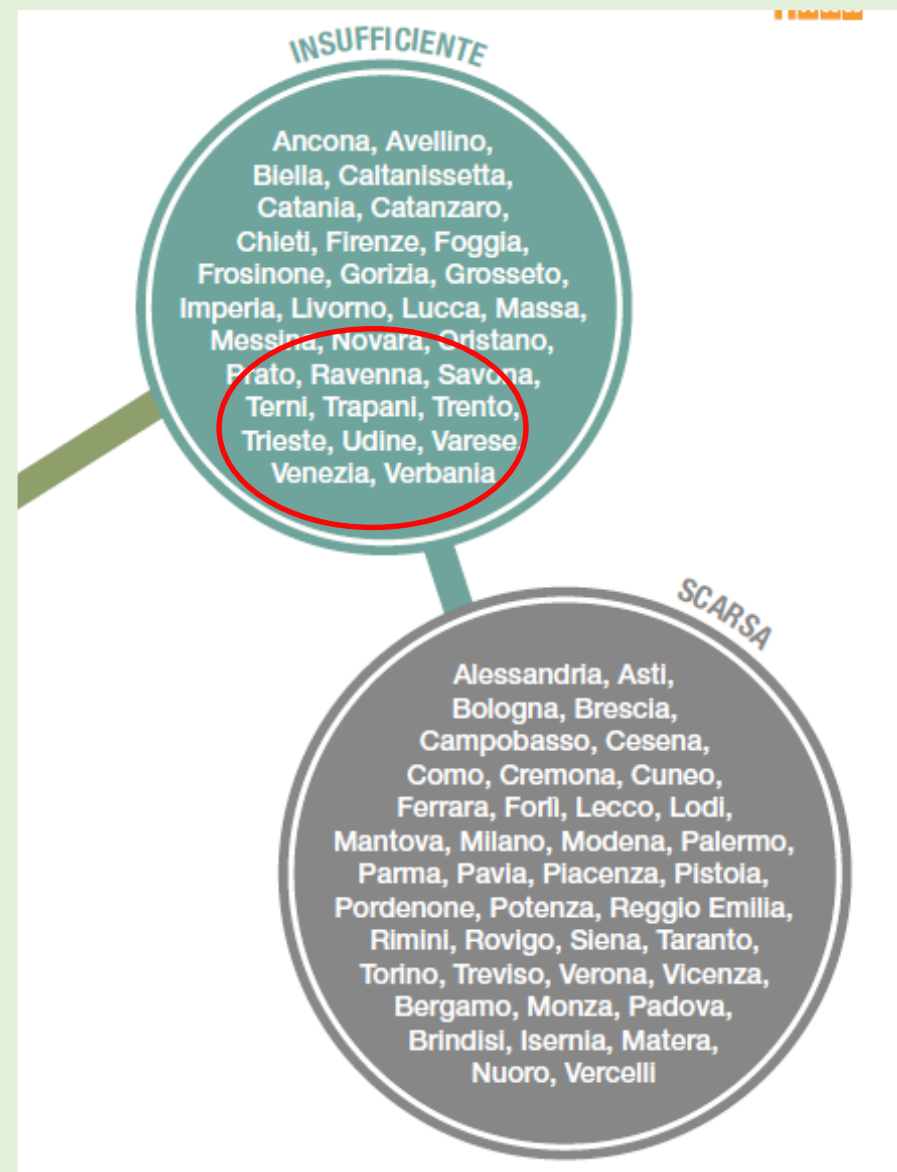 INSUFFICIENTE
Ancona, Avellino,
Biella, Caltanissetta,
Catania, Catanzaro,
Chieti, Firenze, Foggia,
Frosinone, Gorizia, Grosseto,
Imperia, Livorno, Lucca, Massa,
Messina, Novara, Oristano,
Prato, Ravenna, Savona,
Terni, Trapani, Trento,
Trieste, Udine, Varese,
Venezia, Verbania
SCARSA
Alessandria, Asti,
Bologna, Brescia,
Campobasso, Cesena,
Como, Cremona, Cuneo,
Ferrara, Forlì, Lecco, Lodi,
Mantova, Milano, Modena, Palermo,
Parma, Pavia, Piacenza, Pistoia,
Pordenone, Potenza, Reggio Emilia,
Rimini, Rovigo, Siena, Taranto,
Torino, Treviso, Verona, Vicenza,
Bergamo, Monza, Padova,
Brindisi, Isernia, Matera,
Nuoro, Vercelli